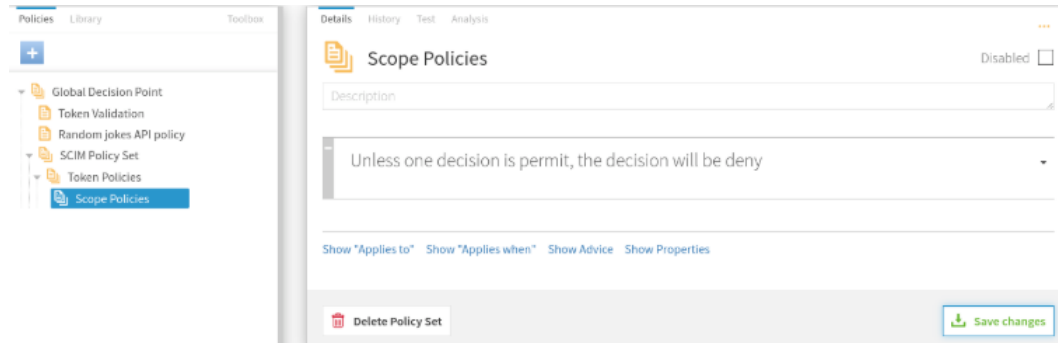 Policies Library Toolbox
+
Global Decision Point
Token Validation
Random jokes API policy
SCIM Policy Set
Token Policies
Scope Policies
Details History Test Analysis
...
Scope Policies
Disabled
Description
Unless one decision is permit, the decision will be deny
Show "Applies to" Show "Applies when" Show Advice Show Properties
Delete Policy Set
Save changes